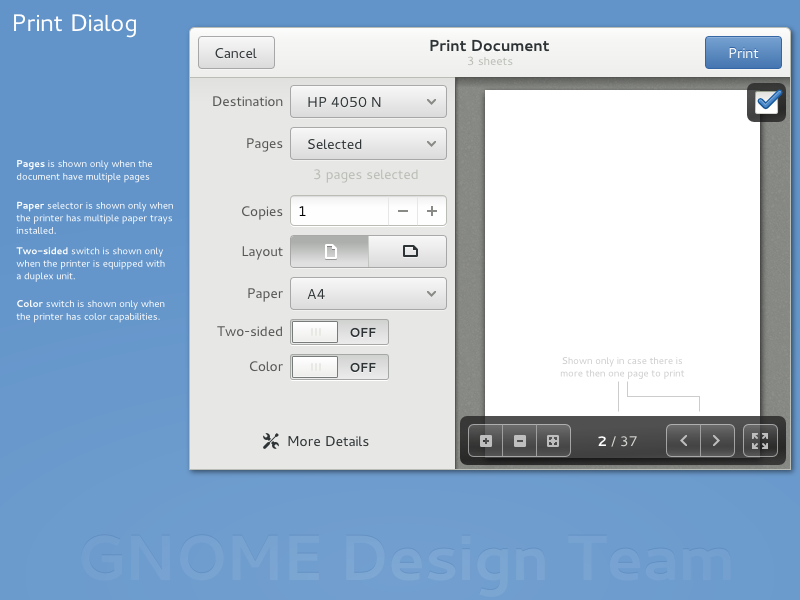 Print Dialog
Cancel
Print Document
3 sheets
Print
Destination
HP 4050 N
Pages
Selected
3 pages selected
Copies
1
Layout
Paper
A4
Two-sided
OFF
Color
OFF
More Details
Pages is shown only when the
document have multiple pages
Paper selector is shown only when
the printer has multiple paper trays
installed.
Two-sided switch is shown only
when the printer is equipped with
a duplex unit.
Color switch is shown only when
the printer has color capabilities.
Shown only in case there is
more then one page to print
2 / 37
GNOME Design Team